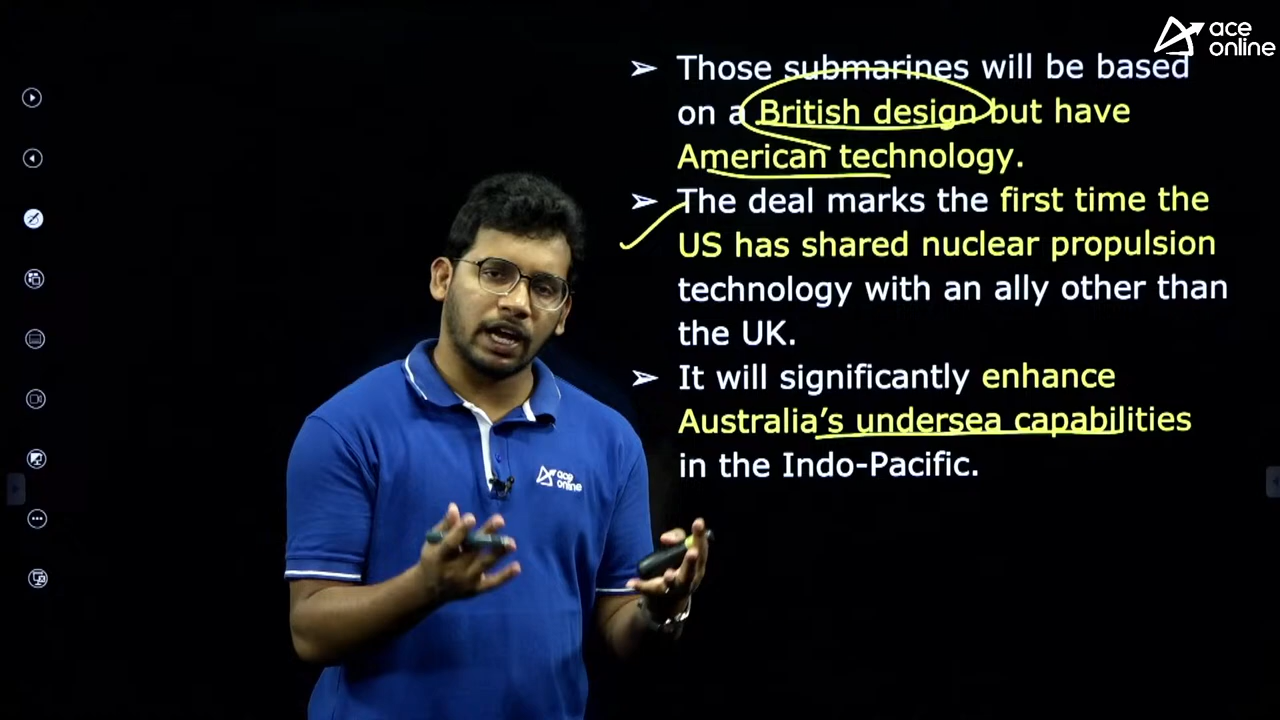 ace
online
➢ Those submarines will be based
on a British design but have
American technology.
➢ The deal marks the first time the
US has shared nuclear propulsion
technology with an ally other than
the UK.
➢ It will significantly enhance
Australia’s undersea capabilities
in the Indo-Pacific.
ace
online